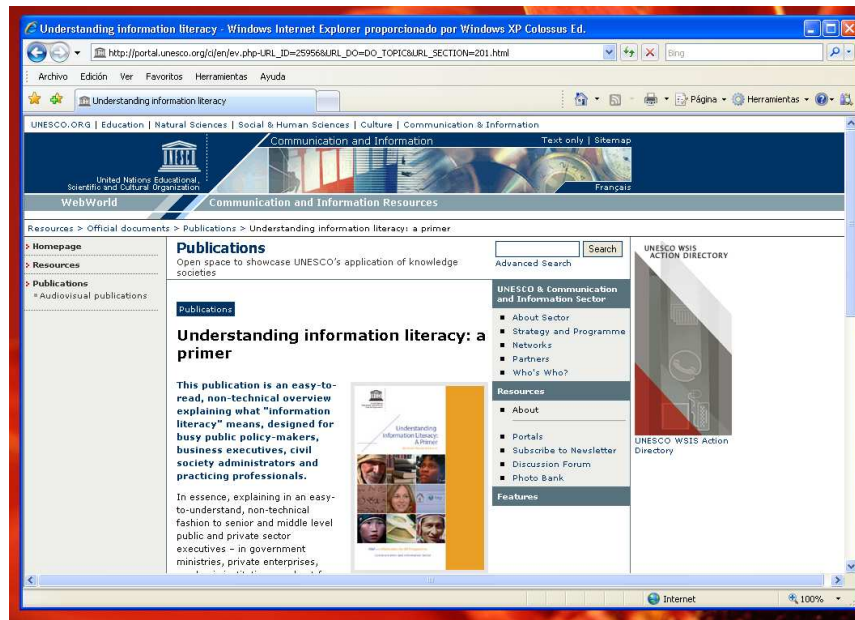 Understanding information literacy - Windows Internet Explorer proporcionado por Windows XP Colossus Ed.
http://portal.unesco.org/ci/en/ev.php-URL_ID=25956&URL_DO=DO_TOPIC&URL_SECTION=201.html
Bing
Archivo Edición Ver Favoritos Herramientas Ayuda
Understanding information literacy
Página
Herramientas
UNESCO.ORG | Education | Natural Sciences | Social & Human Sciences | Culture | Communication & Information
Communication and Information
Text only | Sitemap
United Nations Educational,
Scientific and Cultural Organization
Français
WebWorld
Communication and Information Resources
Resources > Official documents > Publications > Understanding information literacy: a primer
Homepage
Resources
Publications
Audiovisual publications
Publications
Open space to showcase UNESCO's application of knowledge
societies
Publications
Understanding information literacy: a
primer
This publication is an easy-to-
read, non-technical overview
explaining what "information
literacy" means, designed for
busy public policy-makers,
business executives, civil
society administrators and
practicing professionals.
In essence, explaining in an easy-
to-understand, non-technical
fashion to senior and middle level
public and private sector
executives – in government
ministries, private enterprises,
Understanding
Information Literacy:
A Primer
Search
Advanced Search
UNESCO & Communication
and Information Sector
About Sector
Strategy and Programme
Networks
Partners
Who's Who?
Resources
About
Portals
Subscribe to Newsletter
Discussion Forum
Photo Bank
Features
UNESCO WSIS
ACTION DIRECTORY
UNESCO WSIS Action
Directory
Internet
100%